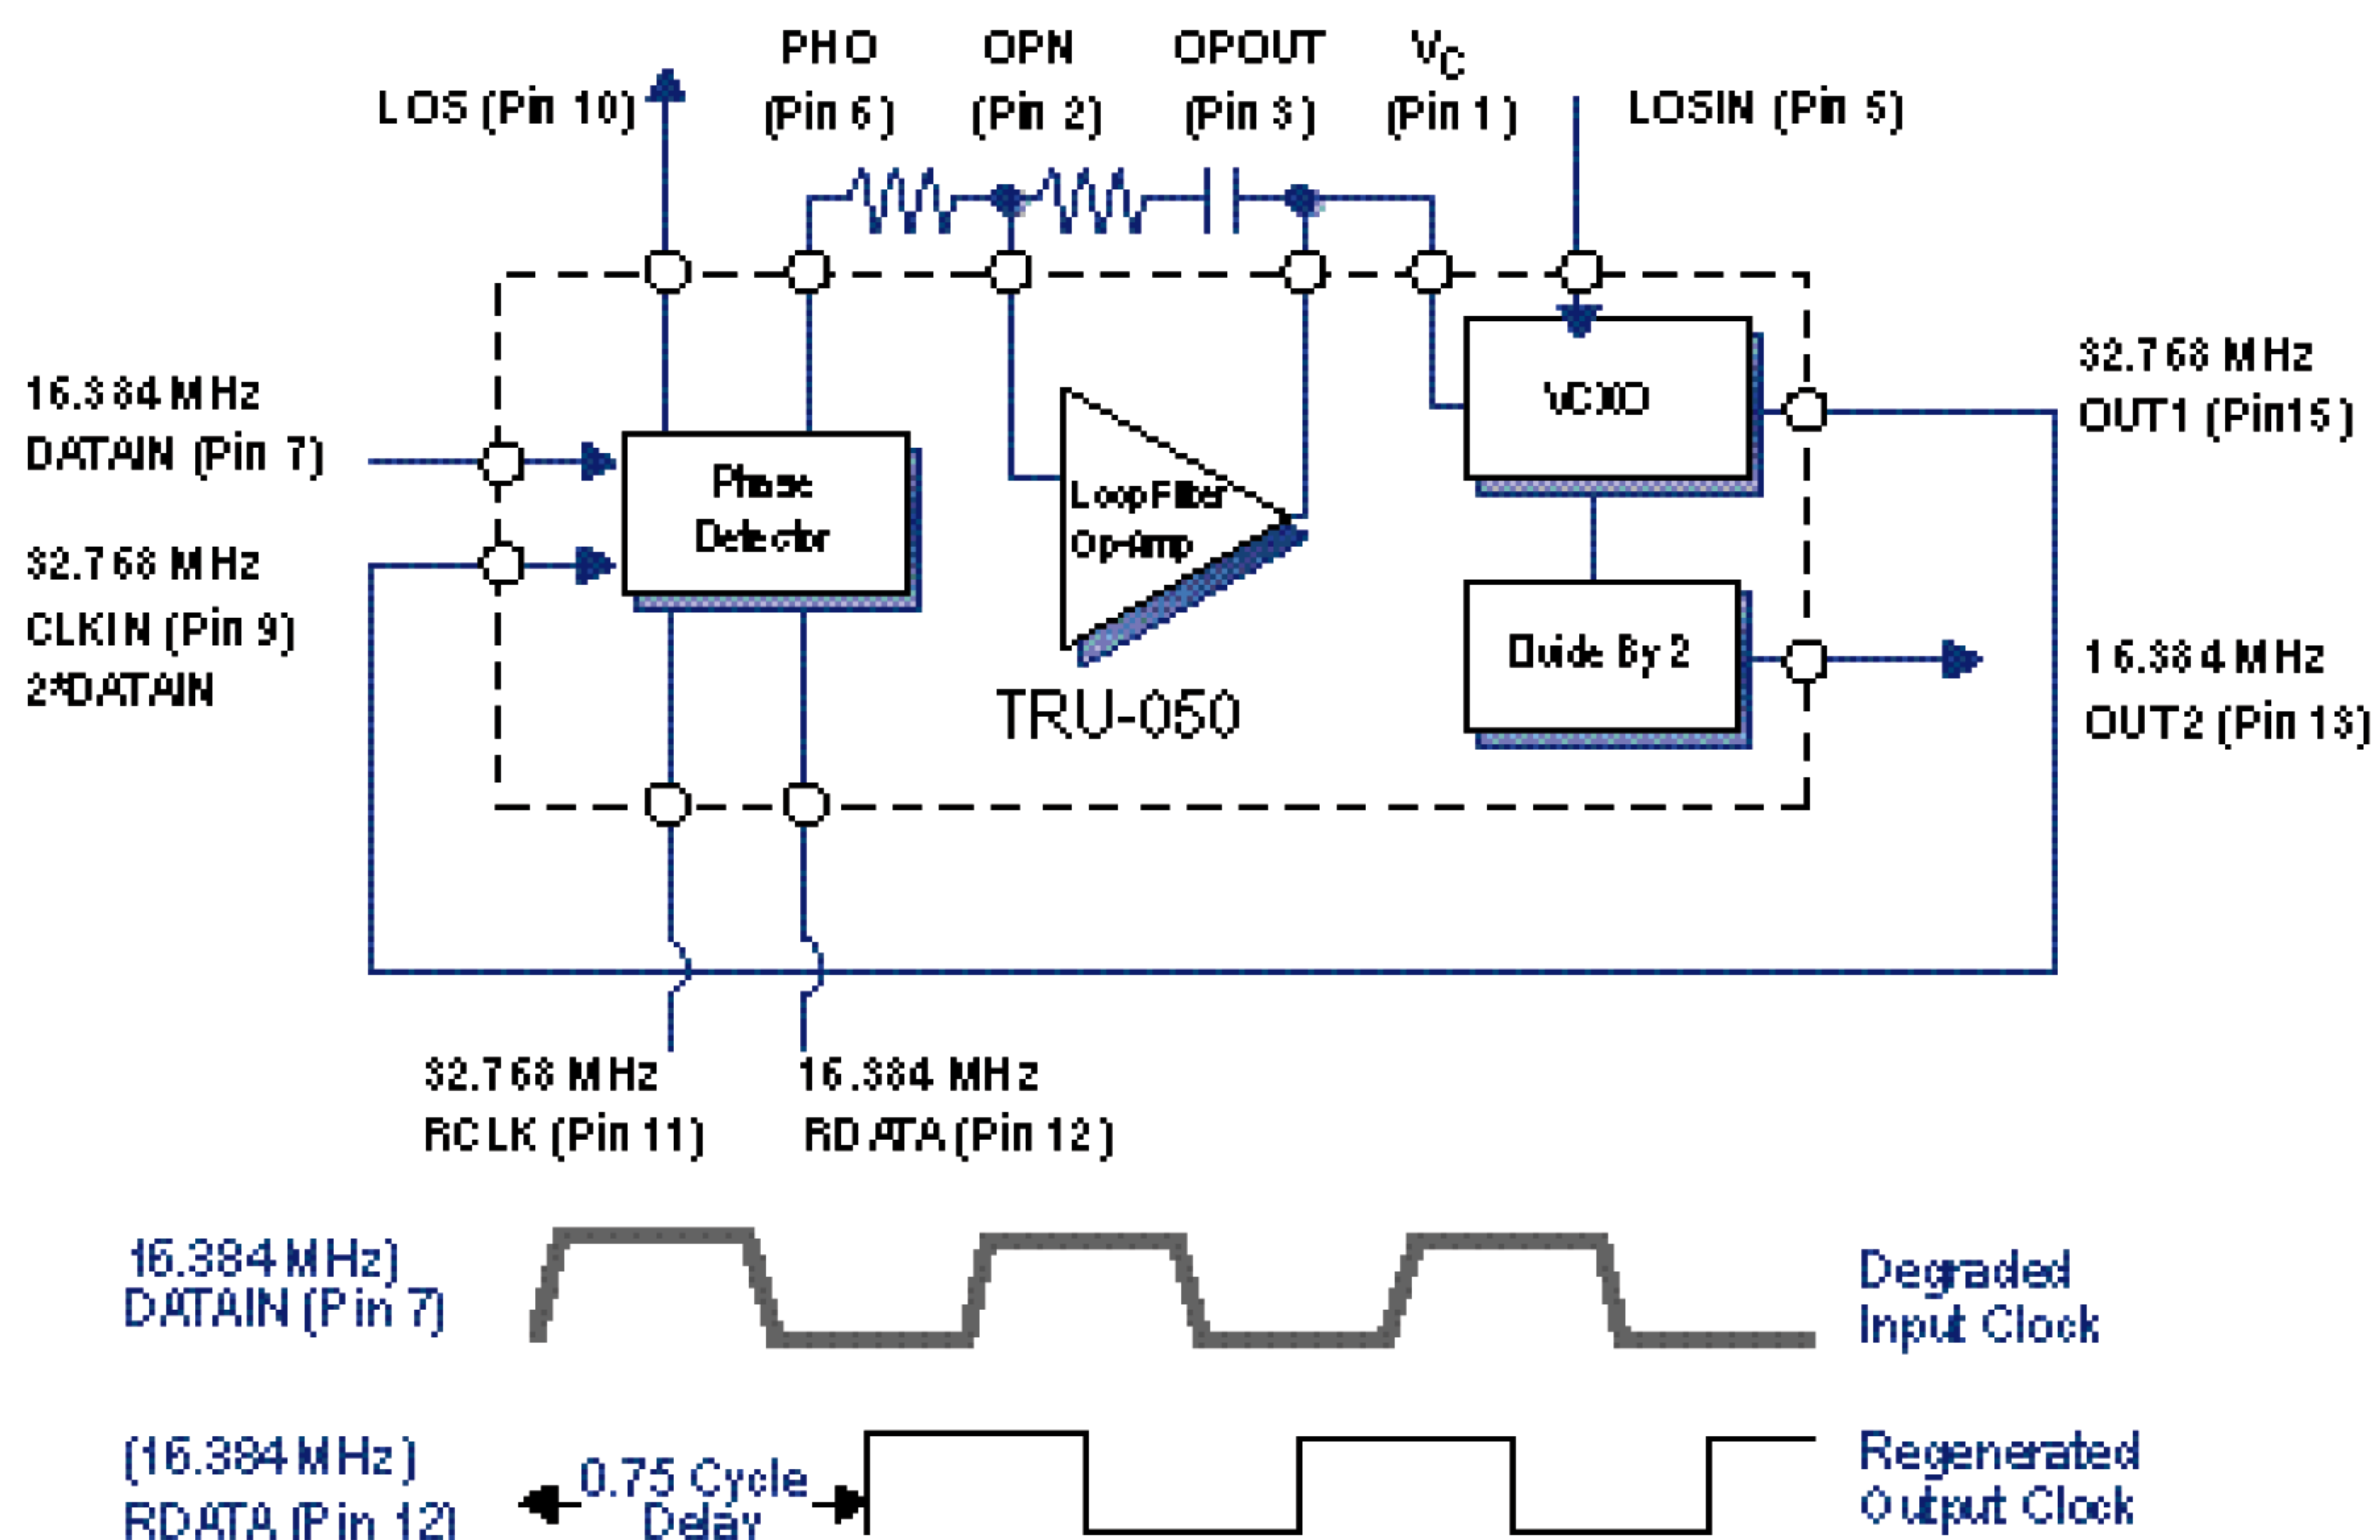 PHO
(Pin 6)
OPN
(Pin 2)
OPOUT
(Pin 3)
VC
(Pin 1)
LOS (Pin 10)
LOSIN (Pin 5)
16.384 MHz
DATAIN (Pin 7)
32.768 MHz
CLKIN (Pin 9)
2*DATAIN
Phase
Detector
Loop Filter
Op-Amp
VCXO
Divide By 2
TRU-050
32.768 MHz
OUT1 (Pin15)
16.384 MHz
OUT2 (Pin 13)
32.768 MHz
RCLK (Pin 11)
16.384 MHz
RDATA (Pin 12)
16.384 MHz)
DATAIN (Pin 7)
Degraded
Input Clock
(16.384 MHz)
RDATA (Pin 12)
0.75 Cycle
Delay
Regenerated
Output Clock